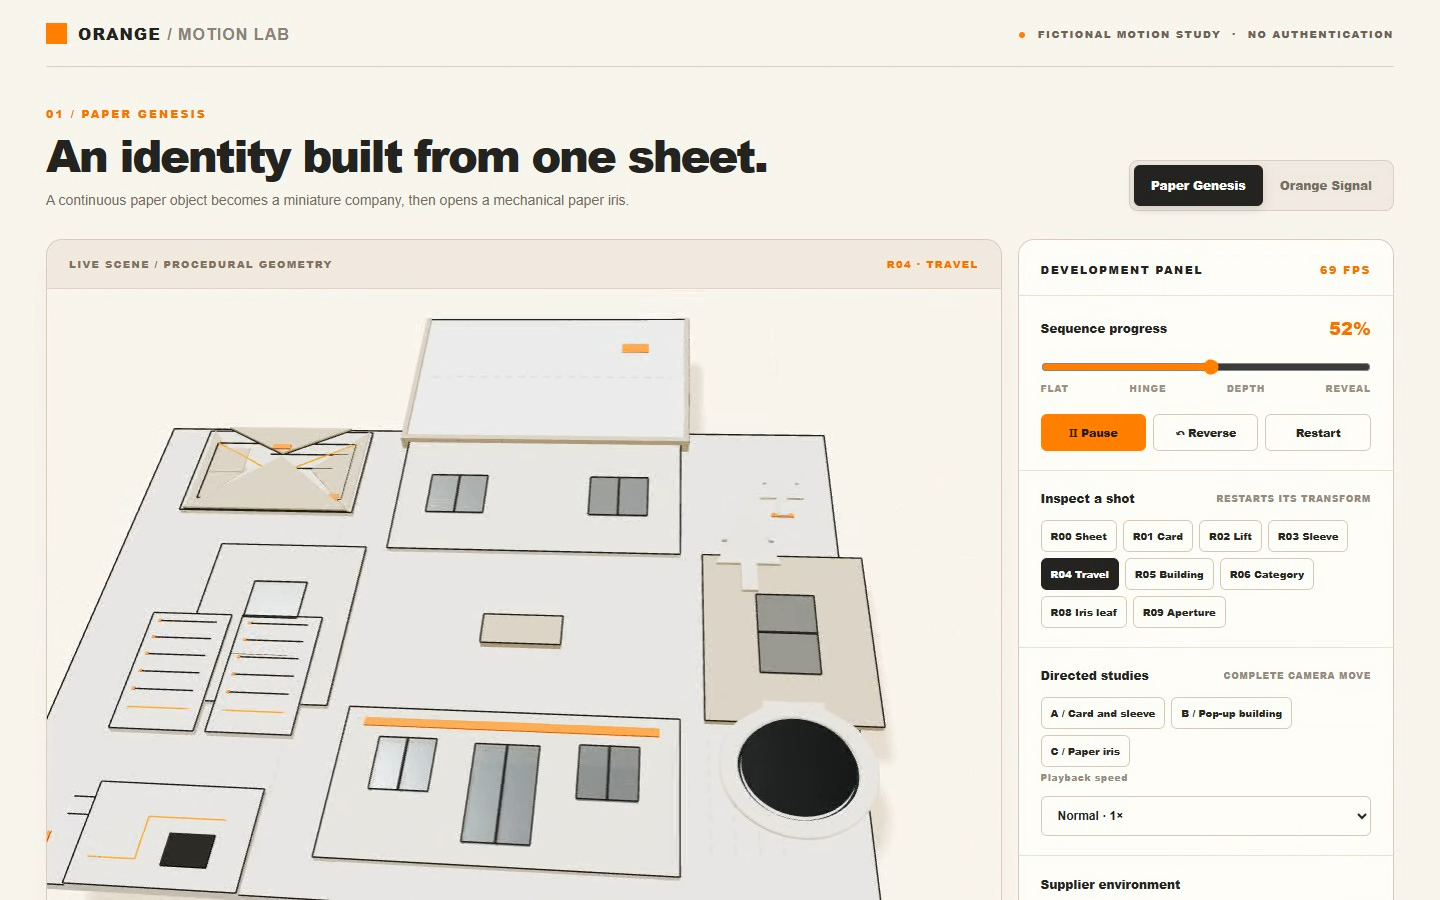 ORANGE / MOTION LAB
FICTIONAL MOTION STUDY · NO AUTHENTICATION
01 / PAPER GENESIS
An identity built from one sheet.
A continuous paper object becomes a miniature company, then opens a mechanical paper iris.
Paper Genesis
Orange Signal
LIVE SCENE / PROCEDURAL GEOMETRY
R04 · TRAVEL
DEVELOPMENT PANEL
69 FPS
Sequence progress
52%
FLAT
HINGE
DEPTH
REVEAL
Pause
Reverse
Restart
Inspect a shot
RESTARTS ITS TRANSFORM
R00 Sheet
R01 Card
R02 Lift
R03 Sleeve
R04 Travel
R05 Building
R06 Category
R08 Iris leaf
R09 Aperture
Directed studies
COMPLETE CAMERA MOVE
A / Card and sleeve
B / Pop-up building
C / Paper iris
Playback speed
Normal · 1×
Supplier environment